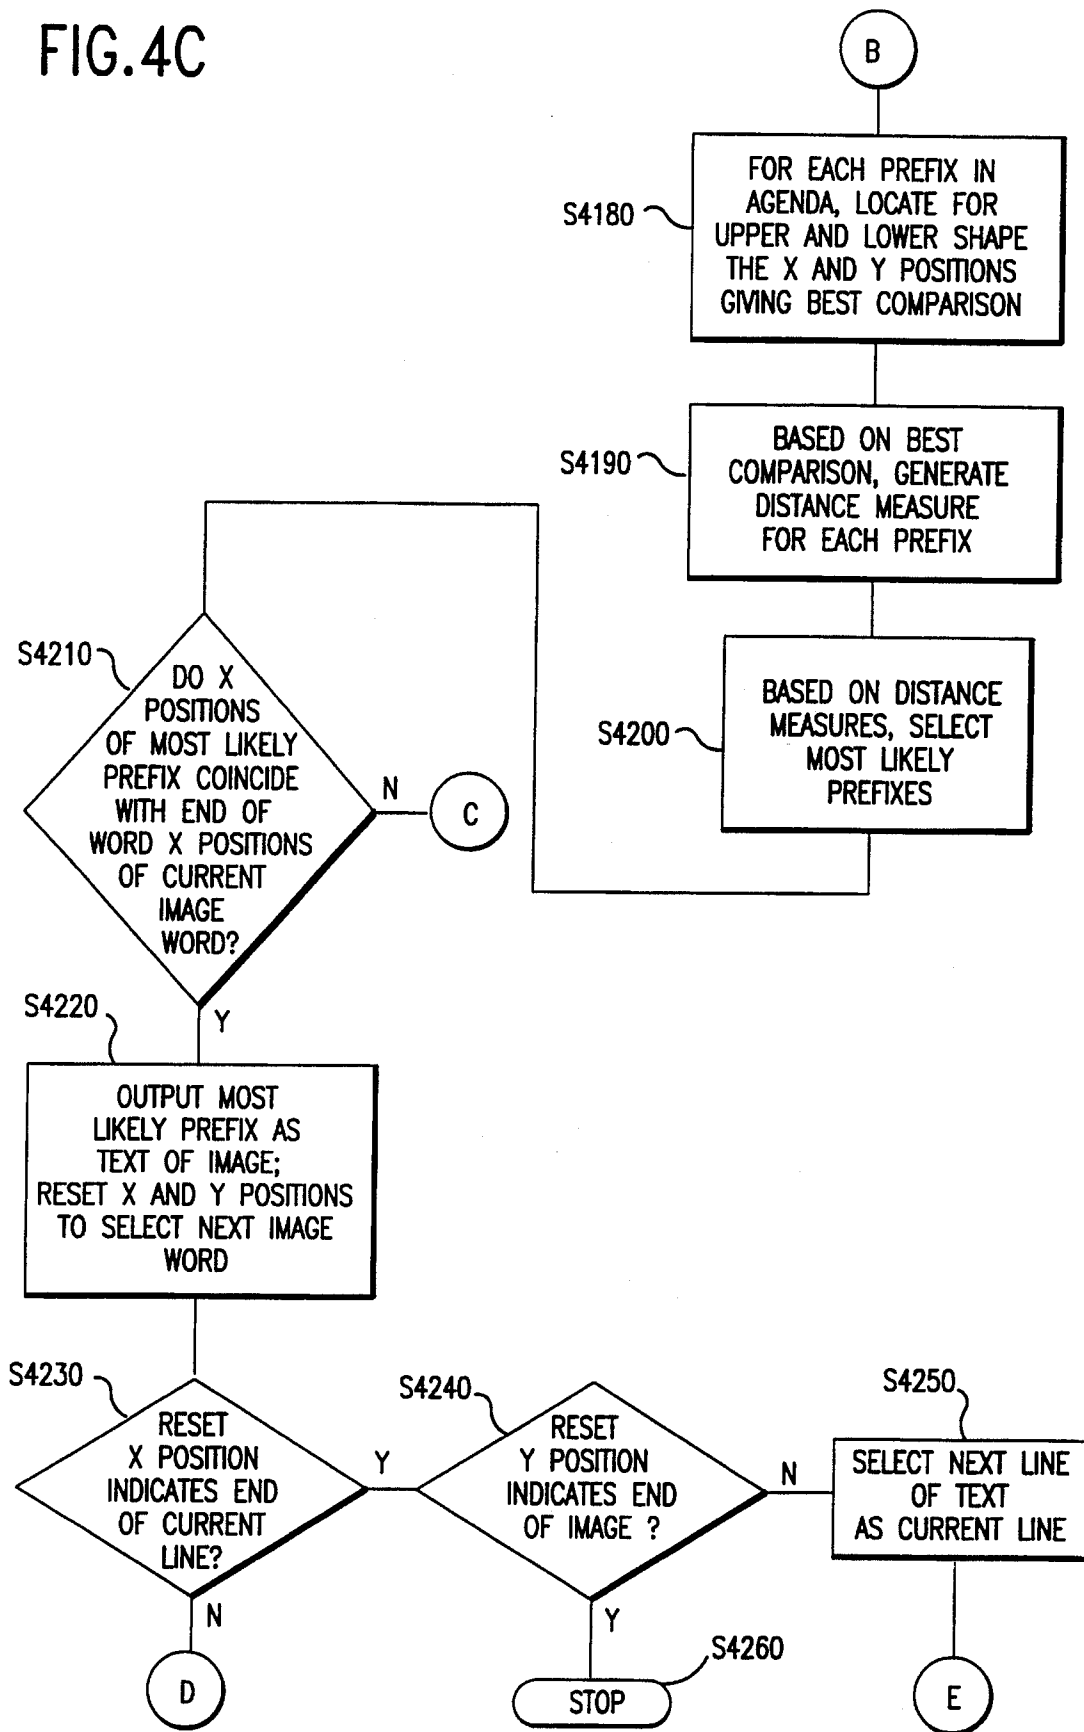 FIG.4C
B
S4180
FOR EACH PREFIX IN
AGENDA, LOCATE FOR
UPPER AND LOWER SHAPE
THE X AND Y POSITIONS
GIVING BEST COMPARISON
S4190
BASED ON BEST
COMPARISON, GENERATE
DISTANCE MEASURE
FOR EACH PREFIX
S4200
BASED ON DISTANCE
MEASURES, SELECT
MOST LIKELY
PREFIXES
S4210
DO X
POSITIONS
OF MOST LIKELY
PREFIX COINCIDE
WITH END OF
WORD X POSITIONS
OF CURRENT
IMAGE
WORD?
N
C
Y
S4220
OUTPUT MOST
LIKELY PREFIX AS
TEXT OF IMAGE;
RESET X AND Y POSITIONS
TO SELECT NEXT IMAGE
WORD
S4230
RESET
X POSITION
INDICATES END
OF CURRENT
LINE?
Y
N
D
S4240
RESET
Y POSITION
INDICATES END
OF IMAGE ?
N
Y
S4260
STOP
S4250
SELECT NEXT LINE
OF TEXT
AS CURRENT LINE
E